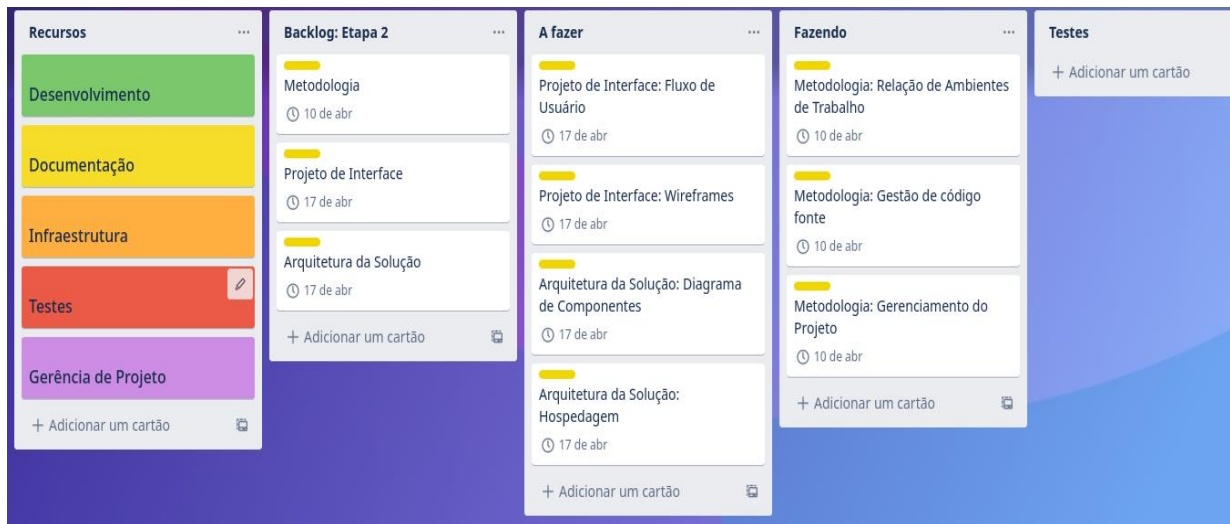 Recursos
Desenvolvimento
Documentação
Infraestrutura
Testes
Gerência de Projeto
+ Adicionar um cartão
Backlog: Etapa 2
Metodologia
10 de abr
Projeto de Interface
17 de abr
Arquitetura da Solução
17 de abr
+ Adicionar um cartão
A fazer
Projeto de Interface: Fluxo de
Usuário
17 de abr
Projeto de Interface: Wireframes
17 de abr
Arquitetura da Solução: Diagrama
de Componentes
17 de abr
Arquitetura da Solução:
Hospedagem
17 de abr
+ Adicionar um cartão
Fazendo
Metodologia: Relação de Ambientes
de Trabalho
10 de abr
Metodologia: Gestão de código
fonte
10 de abr
Metodologia: Gerenciamento do
Projeto
10 de abr
+ Adicionar um cartão
Testes
+ Adicionar um cartão